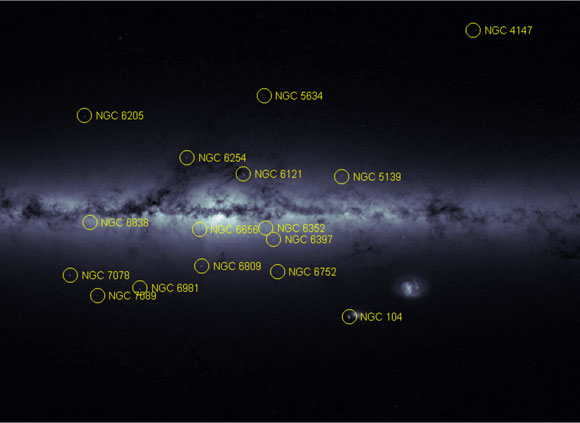 NGC 4147
NGC 5634
NGC 6205
NGC 6254
NGC 6121
NGC 5139
NGC 6838
NGC 6656
NGC 6352
NGC 6397
NGC 6809
NGC 6752
NGC 7078
NGC 6981
NGC 7089
NGC 104